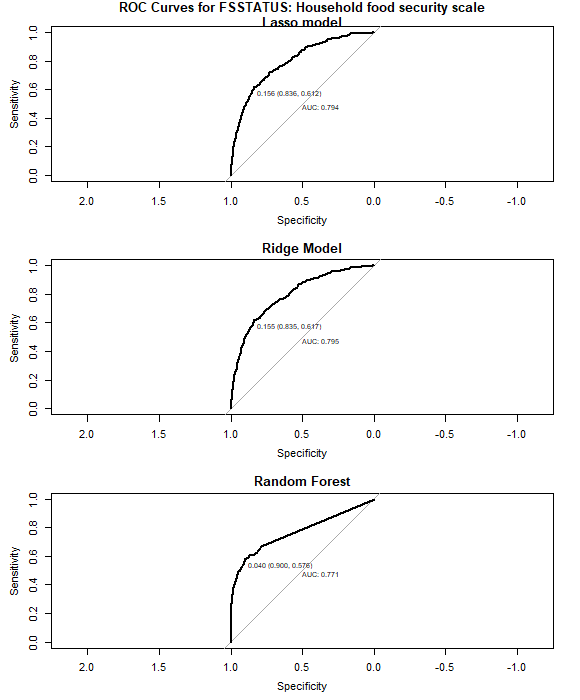 ROC Curves for FSSTATUS: Household food security scale
Lasso model
Sensitivity
1.0
0.8
0.6
0.4
0.2
0.0
0.156 (0.836, 0.612)
AUC: 0.794
2.0 1.5 1.0 0.5 0.0 -0.5 -1.0
Specificity
Ridge Model
Sensitivity
1.0
0.8
0.6
0.4
0.2
0.0
0.155 (0.835, 0.617)
AUC: 0.795
2.0 1.5 1.0 0.5 0.0 -0.5 -1.0
Specificity
Random Forest
Sensitivity
1.0
0.8
0.6
0.4
0.2
0.0
0.040 (0.900, 0.576)
AUC: 0.771
2.0 1.5 1.0 0.5 0.0 -0.5 -1.0
Specificity